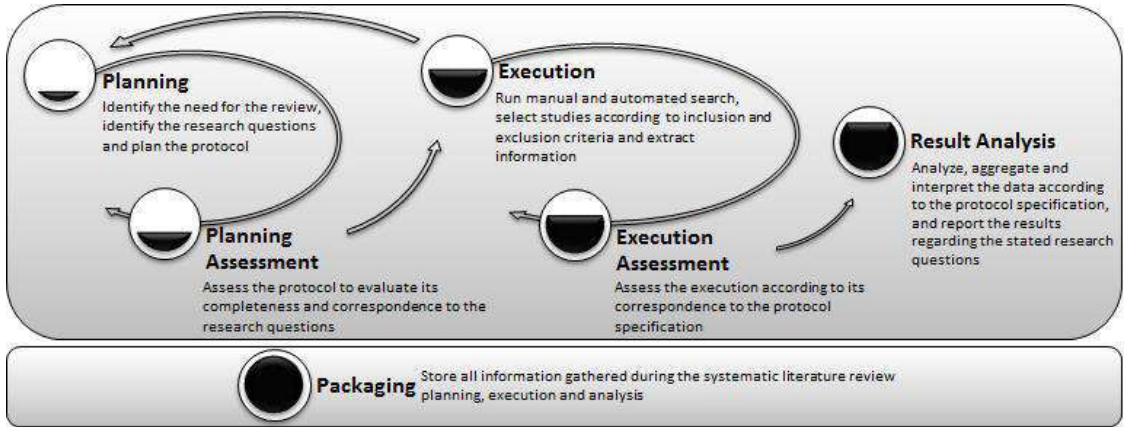 Planning
Identify the need for the review,
identify the research questions
and plan the protocol
Planning
Assessment
Assess the protocol to evaluate its
completeness and correspondence to the
research questions
Execution
Run manual and automated search,
select studies according to inclusion and
exclusion criteria and extract
information
Execution
Assessment
Assess the execution according to its
correspondence to the protocol
specification
Result Analysis
Analyze, aggregate and
interpret the data according
to the protocol specification,
and report the results
regarding the stated research
questions
Packaging
Store all information gathered during the systematic literature review
planning, execution and analysis